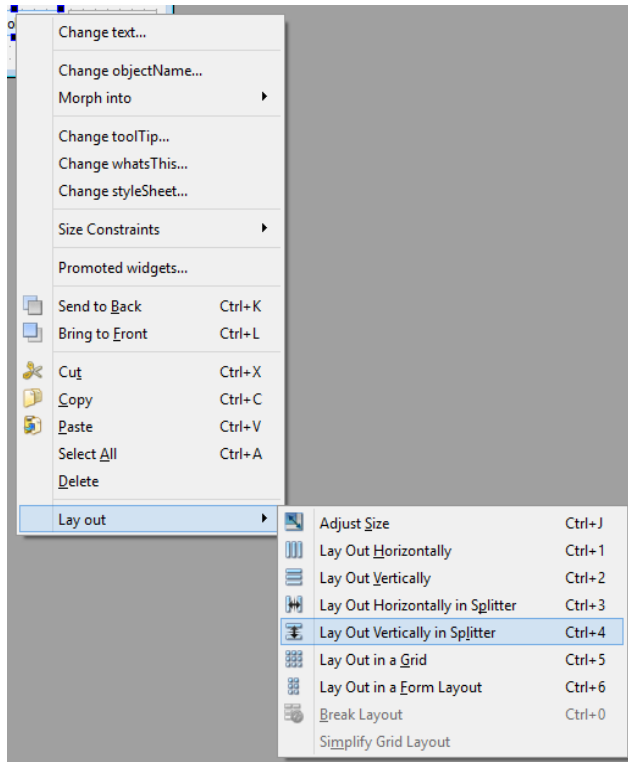 Change text...
Change objectName...
Morph into
Change toolTip...
Change whatsThis...
Change styleSheet...
Size Constraints
Promoted widgets...
Send to Back Ctrl+K
Bring to Front Ctrl+L
Cut Ctrl+X
Copy Ctrl+C
Paste Ctrl+V
Select All Ctrl+A
Delete
Lay out
Adjust Size Ctrl+J
Lay Out Horizontally Ctrl+1
Lay Out Vertically Ctrl+2
Lay Out Horizontally in Splitter Ctrl+3
Lay Out Vertically in Splitter Ctrl+4
Lay Out in a Grid Ctrl+5
Lay Out in a Form Layout Ctrl+6
Break Layout Ctrl+0
Simplify Grid Layout